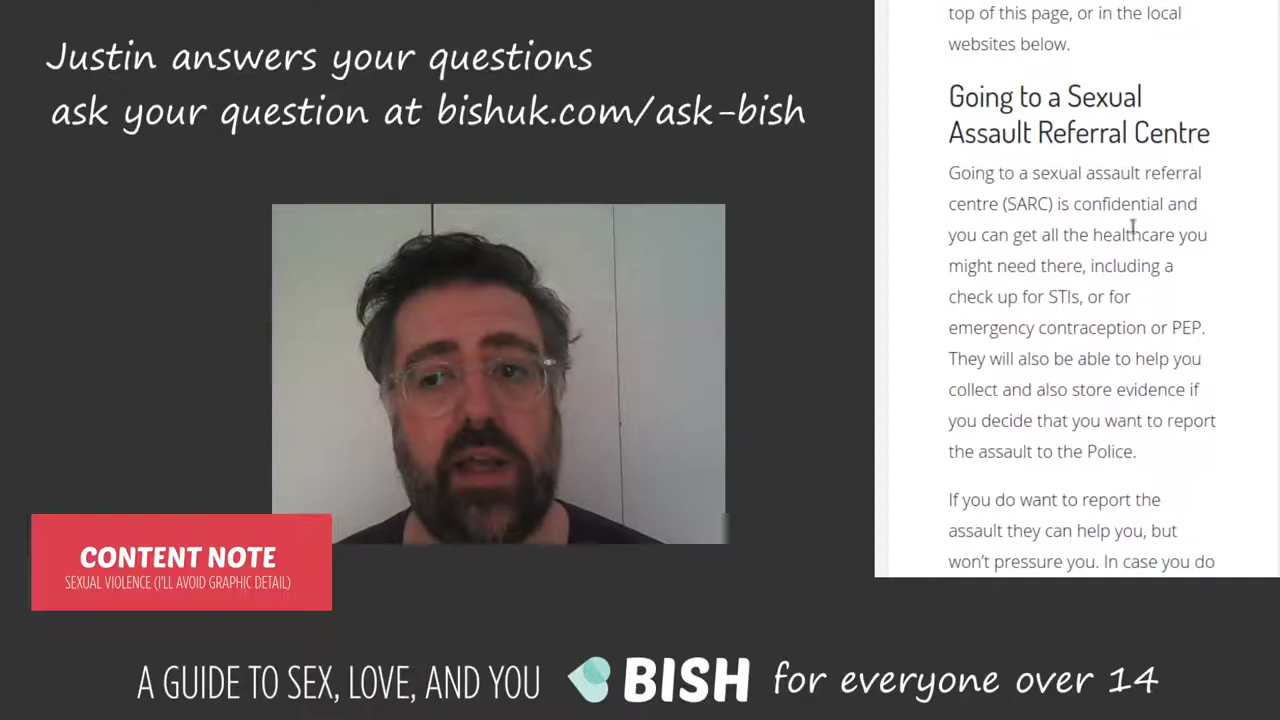 Justin answers your questions
ask your question at bishuk.com/ask-bish
top of this page, or in the local
websites below.
Going to a Sexual
Assault Referral Centre
Going to a sexual assault referral
centre (SARC) is confidential and
you can get all the healthcare you
might need there, including a
check up for STIs, or for
emergency contraception or PEP.
They will also be able to help you
collect and also store evidence if
you decide that you want to report
the assault to the Police.
If you do want to report the
assault they can help you, but
won’t pressure you. In case you do
CONTENT NOTE
SEXUAL VIOLENCE (I'LL AVOID GRAPHIC DETAIL)
A GUIDE TO SEX, LOVE, AND YOU BISH for everyone over 14